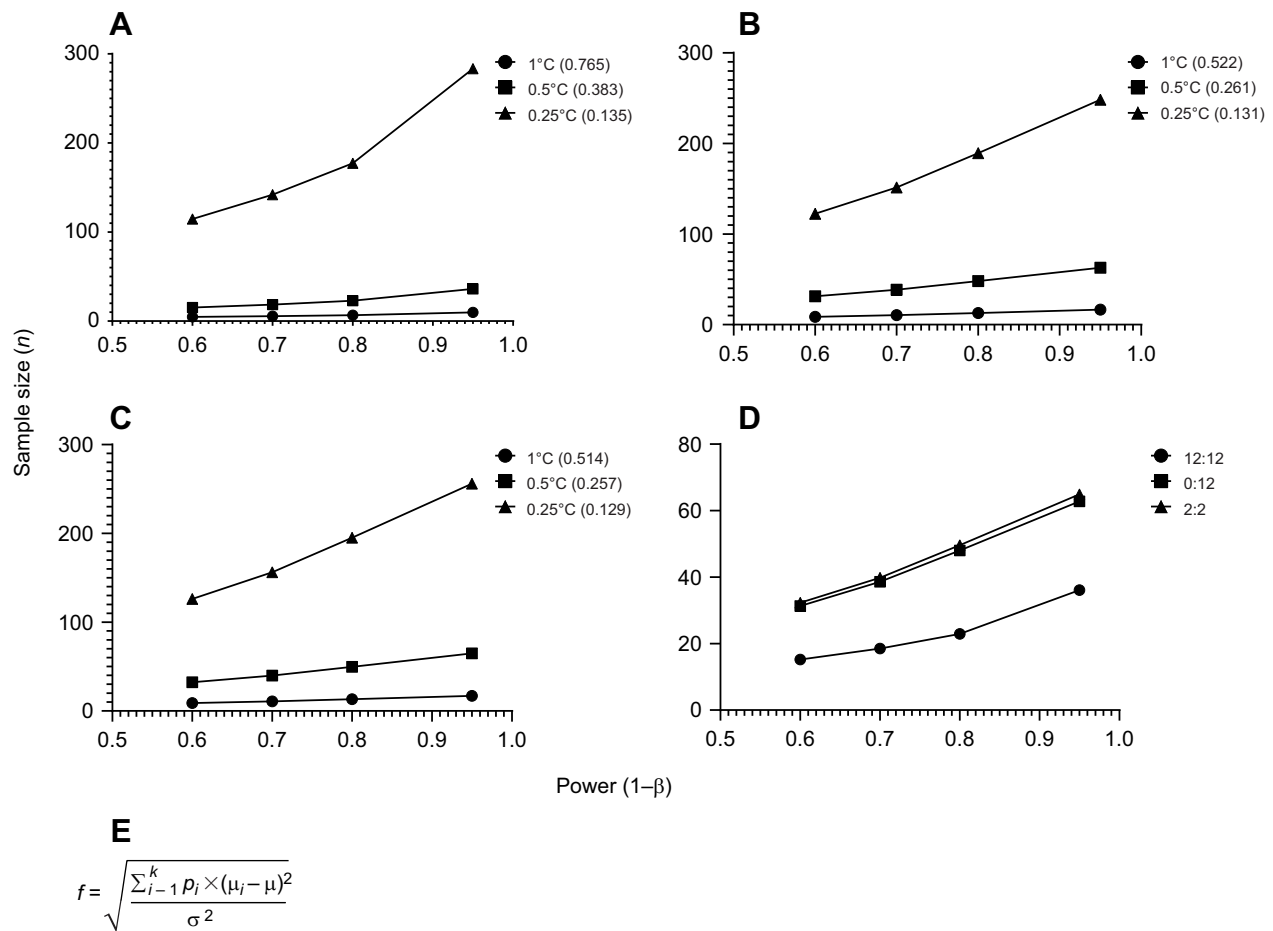 A
300
200
100
0
0.5 0.6 0.7 0.8 0.9 1.0
1°C (0.765)
0.5°C (0.383)
0.25°C (0.135)
B
300
200
100
0
0.5 0.6 0.7 0.8 0.9 1.0
1°C (0.522)
0.5°C (0.261)
0.25°C (0.131)
Sample size (n)
C
300
200
100
0
0.5 0.6 0.7 0.8 0.9 1.0
1°C (0.514)
0.5°C (0.257)
0.25°C (0.129)
D
80
60
40
20
0
0.5 0.6 0.7 0.8 0.9 1.0
12:12
0:12
2:2
Power (1–β)
E
f = √(∑ᵏᵢ₋₁ pᵢ × (μᵢ – μ)² / σ²)